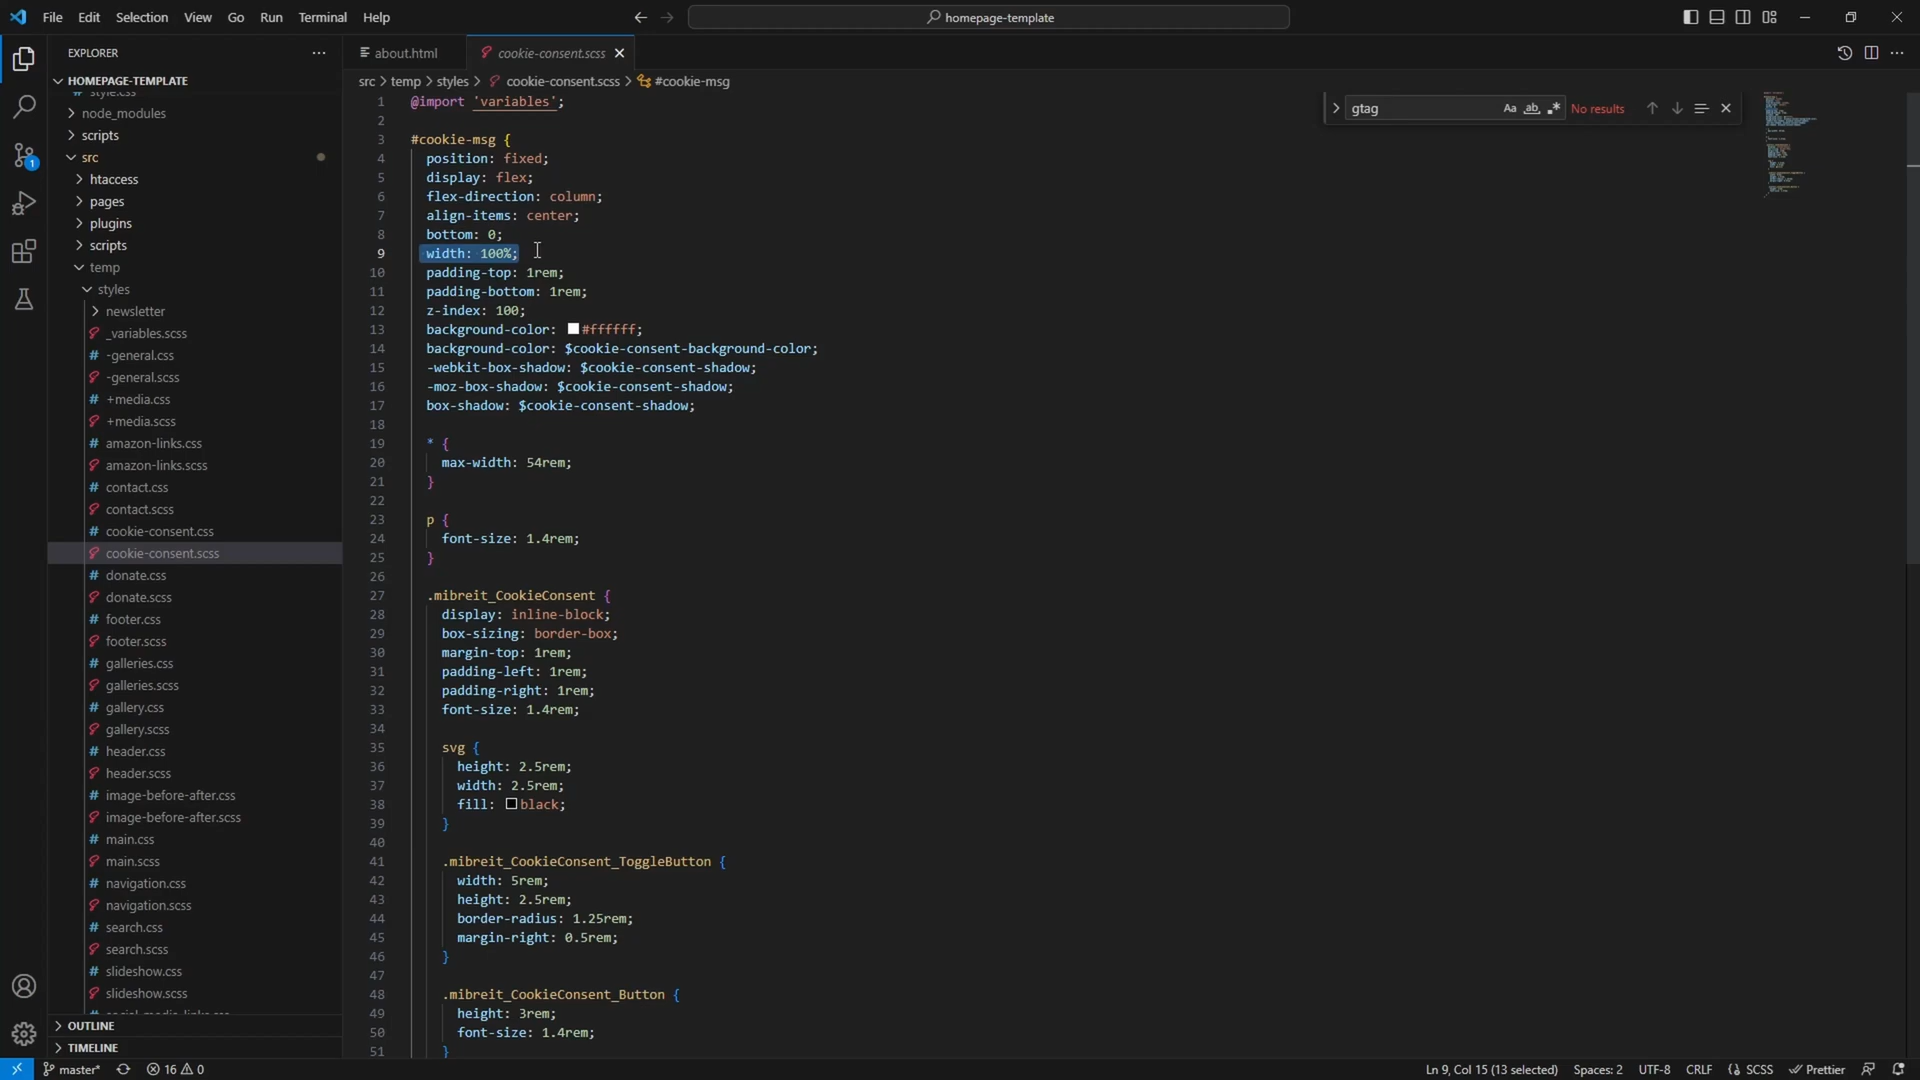 File Edit Selection View Go Run Terminal Help
homepage-template
EXPLORER
HOMEPAGE-TEMPLATE
style.css
node_modules
scripts
src
htaccess
pages
plugins
scripts
temp
styles
newsletter
_variables.scss
-general.css
-general.scss
+media.css
+media.scss
amazon-links.css
amazon-links.scss
contact.css
contact.scss
cookie-consent.css
cookie-consent.scss
donate.css
donate.scss
footer.css
footer.scss
galleries.css
galleries.scss
gallery.css
gallery.scss
header.css
header.scss
image-before-after.css
image-before-after.scss
main.css
main.scss
navigation.css
navigation.scss
search.css
search.scss
slideshow.css
slideshow.scss
social-media-links.css
OUTLINE
TIMELINE
1
about.html cookie-consent.scss
src > temp > styles > cookie-consent.scss > #cookie-msg
gtag Aa ab .* No results
1 @import 'variables';
2
3 #cookie-msg {
4 position: fixed;
5 display: flex;
6 flex-direction: column;
7 align-items: center;
8 bottom: 0;
9 width: 100%;
10 padding-top: 1rem;
11 padding-bottom: 1rem;
12 z-index: 100;
13 background-color: #ffffff;
14 background-color: $cookie-consent-background-color;
15 -webkit-box-shadow: $cookie-consent-shadow;
16 -moz-box-shadow: $cookie-consent-shadow;
17 box-shadow: $cookie-consent-shadow;
18
19 * {
20 max-width: 54rem;
21 }
22
23 p {
24 font-size: 1.4rem;
25 }
26
27 .mibreit_CookieConsent {
28 display: inline-block;
29 box-sizing: border-box;
30 margin-top: 1rem;
31 padding-left: 1rem;
32 padding-right: 1rem;
33 font-size: 1.4rem;
34
35 svg {
36 height: 2.5rem;
37 width: 2.5rem;
38 fill: black;
39 }
40
41 .mibreit_CookieConsent_ToggleButton {
42 width: 5rem;
43 height: 2.5rem;
44 border-radius: 1.25rem;
45 margin-right: 0.5rem;
46 }
47
48 .mibreit_CookieConsent_Button {
49 height: 3rem;
50 font-size: 1.4rem;
51 }
master* 16 0 Ln 9, Col 15 (13 selected) Spaces: 2 UTF-8 CRLF SCSS Prettier